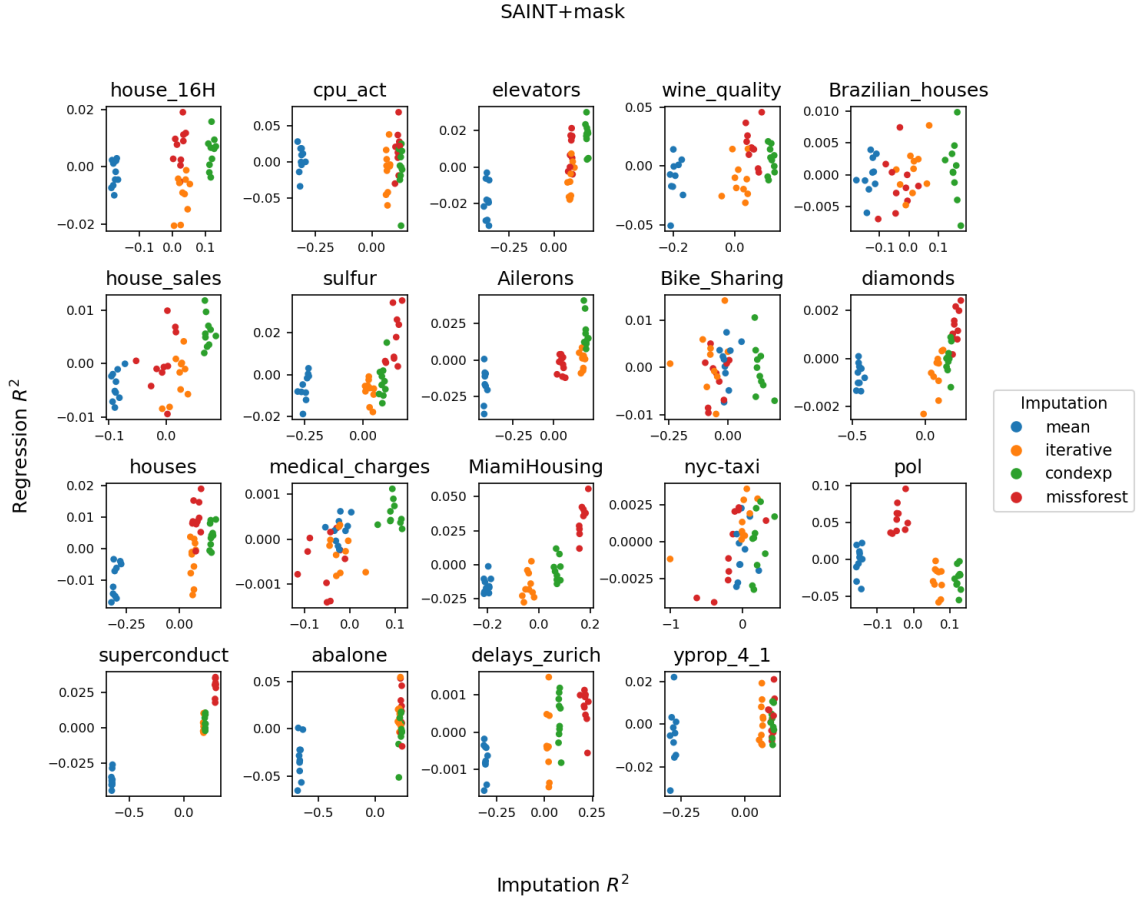 SAINT+mask
house_16H cpu_act elevators wine_quality Brazilian_houses
0.02 0.00 −0.02
0.05 0.00 −0.05
0.02 0.00 −0.02
0.05 0.00 −0.05
0.010 0.005 0.000 −0.005
−0.1 0.0 0.1
−0.25 0.00
−0.4 −0.2 0.0
−0.2 0.0
−0.1 0.0 0.1
house_sales sulfur Ailerons Bike_Sharing diamonds
0.01 0.00 −0.01
0.02 0.00 −0.02
0.025 0.000 −0.025
0.01 0.00 −0.01
0.002 0.000 −0.002
−0.1 0.0
−0.25 0.00
−0.4 −0.2 0.0
0.00
−0.5 0.0
houses medical_charges MiamiHousing nyc-taxi pol
0.02 0.01 0.00 −0.01
0.001 0.000 −0.001
0.050 0.025 0.000 −0.025
0.0025 0.0000 −0.0025
0.10 0.05 0.00 −0.05
−0.25 0.00
−0.1 0.0 0.1
−0.2 0.0 0.2
−1 0
−0.1 0.0 0.1
superconduct abalone delays_zurich yprop_4_1
0.025 0.000 −0.025
0.05 0.00 −0.05
0.001 0.000 −0.001
0.02 0.00 −0.02
−0.5 0.0
−0.5 0.0
−0.25 0.00 0.25
−0.25 0.00
Regression R²
Imputation R²
Imputation
mean
iterative
condexp
missforest